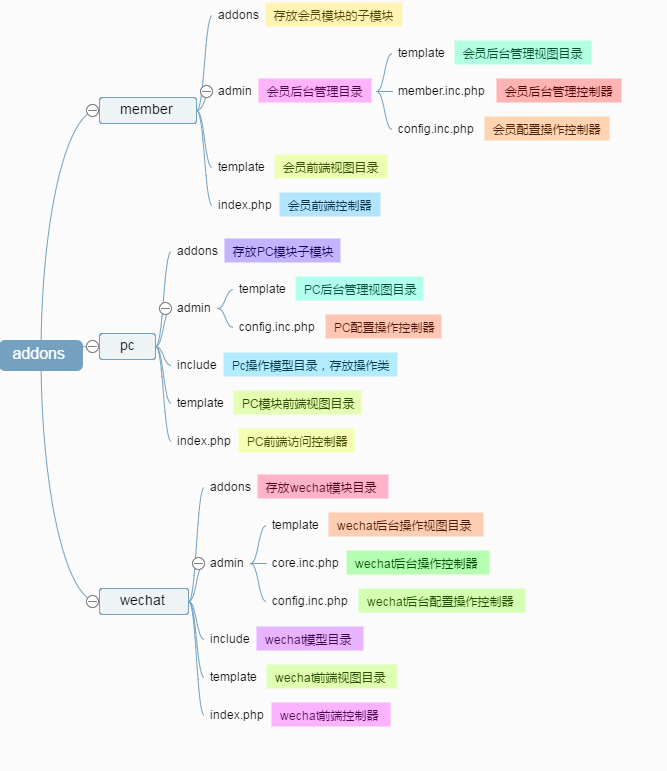 addons 存放会员模块的子模块
template 会员后台管理视图目录
admin 会员后台管理目录 member.inc.php 会员后台管理控制器
member
config.inc.php 会员配置操作控制器
template 会员前端视图目录
index.php 会员前端控制器
addons 存放PC模块子模块
template PC后台管理视图目录
admin
config.inc.php PC配置操作控制器
addons pc
include Pc操作模型目录，存放操作类
template PC模块前端视图目录
index.php PC前端访问控制器
addons 存放wechat模块目录
template wechat后台操作视图目录
admin core.inc.php wechat后台操作控制器
wechat config.inc.php wechat后台配置操作控制器
include wechat模型目录
template wechat前端视图目录
index.php wechat前端控制器